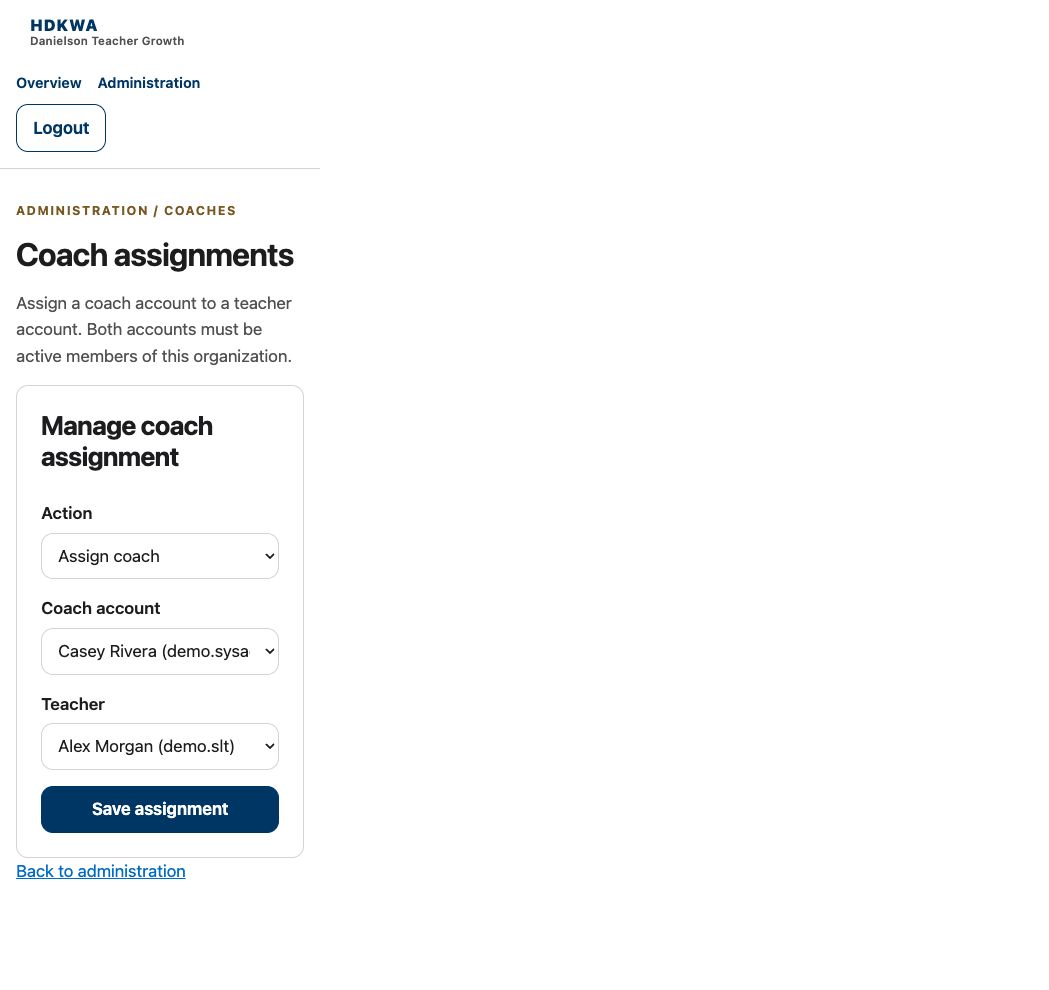 HDKWA
Danielson Teacher Growth
Overview Administration
Logout
ADMINISTRATION / COACHES
Coach assignments
Assign a coach account to a teacher
account. Both accounts must be
active members of this organization.
Manage coach
assignment
Action
Assign coach
Coach account
Casey Rivera (demo.sysa
Teacher
Alex Morgan (demo.slt)
Save assignment
Back to administration